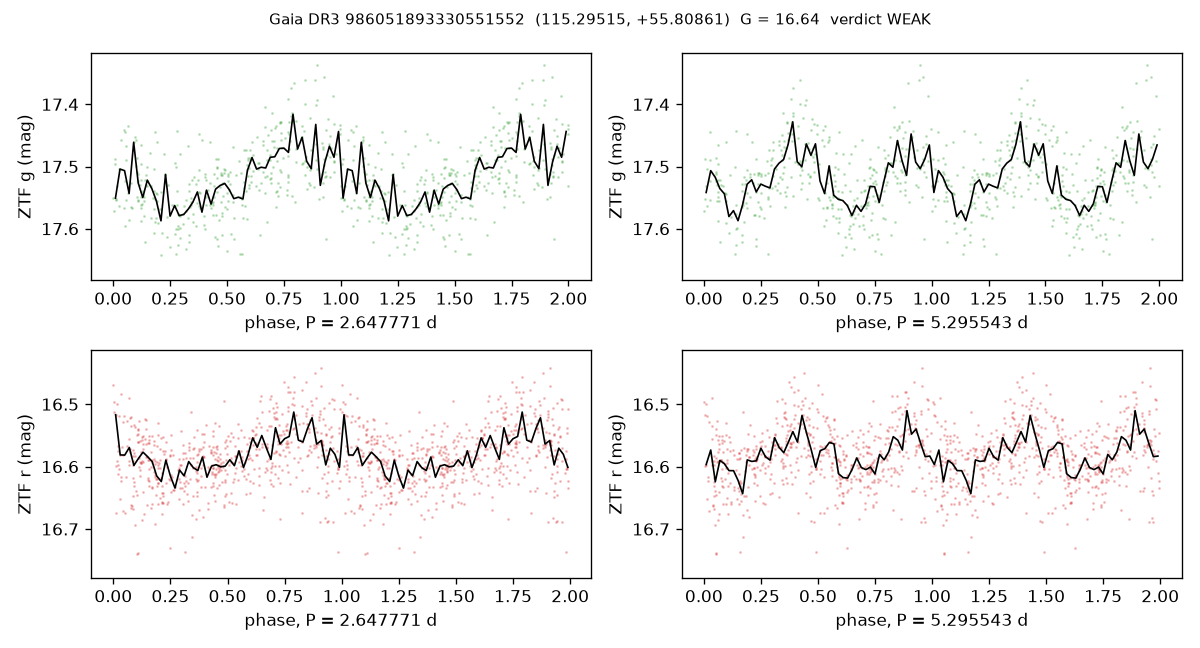 Gaia DR3 986051893330551552 (115.29515, +55.80861) G = 16.64 verdict WEAK
ZTF g (mag)
17.4
17.5
17.6
0.00 0.25 0.50 0.75 1.00 1.25 1.50 1.75 2.00
phase, P = 2.647771 d
ZTF g (mag)
17.4
17.5
17.6
0.00 0.25 0.50 0.75 1.00 1.25 1.50 1.75 2.00
phase, P = 5.295543 d
ZTF r (mag)
16.5
16.6
16.7
0.00 0.25 0.50 0.75 1.00 1.25 1.50 1.75 2.00
phase, P = 2.647771 d
ZTF r (mag)
16.5
16.6
16.7
0.00 0.25 0.50 0.75 1.00 1.25 1.50 1.75 2.00
phase, P = 5.295543 d